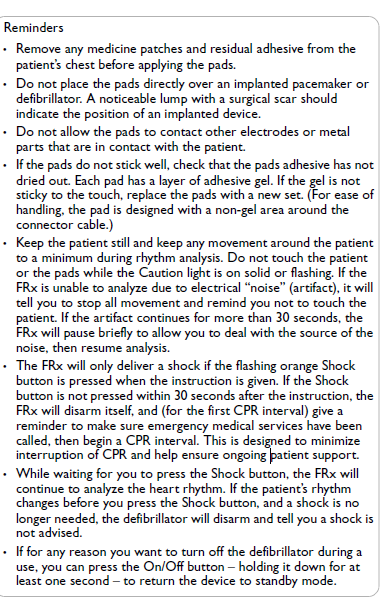 Reminders
• Remove any medicine patches and residual adhesive from the
patient's chest before applying the pads.
• Do not place the pads directly over an implanted pacemaker or
defibrillator. A noticeable lump with a surgical scar should
indicate the position of an implanted device.
• Do not allow the pads to contact other electrodes or metal
parts that are in contact with the patient.
• If the pads do not stick well, check that the pads adhesive has not
dried out. Each pad has a layer of adhesive gel. If the gel is not
sticky to the touch, replace the pads with a new set. (For ease of
handling, the pad is designed with a non-gel area around the
connector cable.)
• Keep the patient still and keep any movement around the patient
to a minimum during rhythm analysis. Do not touch the patient
or the pads while the Caution light is on solid or flashing. If the
FRx is unable to analyze due to electrical “noise” (artifact), it will
tell you to stop all movement and remind you not to touch the
patient. If the artifact continues for more than 30 seconds, the
FRx will pause briefly to allow you to deal with the source of the
noise, then resume analysis.
• The FRx will only deliver a shock if the flashing orange Shock
button is pressed when the instruction is given. If the Shock
button is not pressed within 30 seconds after the instruction, the
FRx will disarm itself, and (for the first CPR interval) give a
reminder to make sure emergency medical services have been
called, then begin a CPR interval. This is designed to minimize
interruption of CPR and help ensure ongoing patient support.
• While waiting for you to press the Shock button, the FRx will
continue to analyze the heart rhythm. If the patient's rhythm
changes before you press the Shock button, and a shock is no
longer needed, the defibrillator will disarm and tell you a shock is
not advised.
• If for any reason you want to turn off the defibrillator during a
use, you can press the On/Off button – holding it down for at
least one second – to return the device to standby mode.